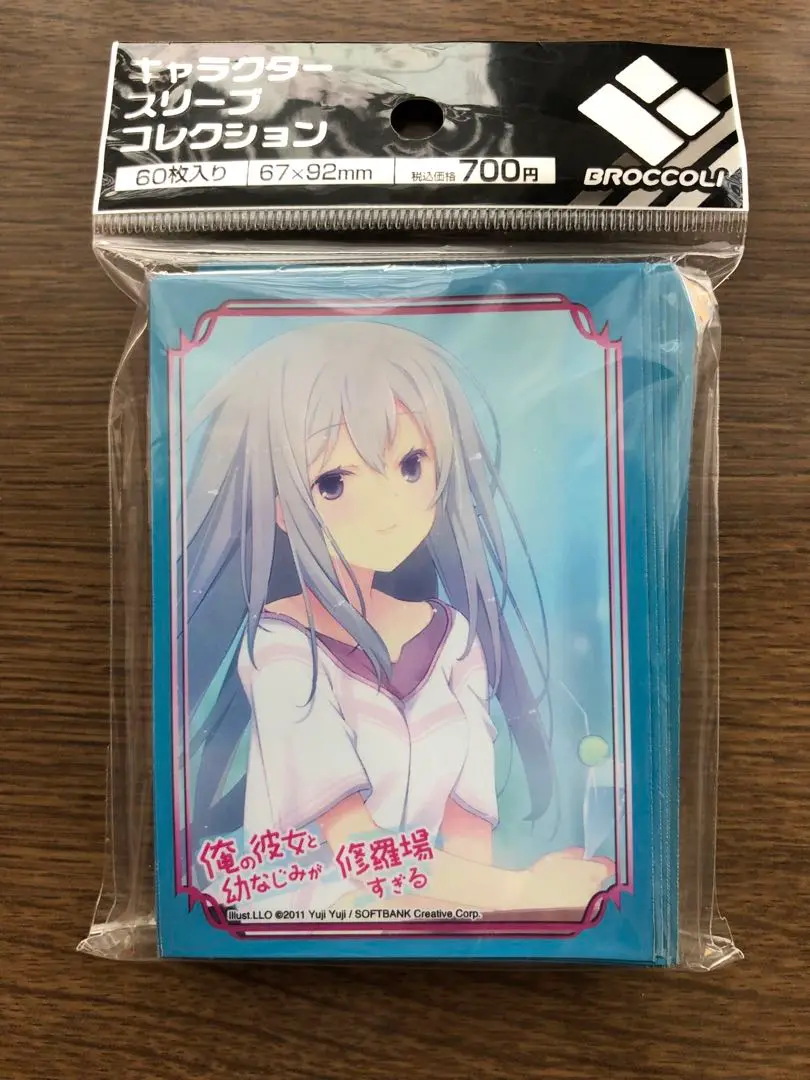 キャラクター
スリーブ
コレクション
60枚入り 67×92mm 税込価格700円
BROCCOLI
俺の彼女と
幼なじみが
修羅場
すぎる
Illust.LLO ©2011 Yuji Yuji / SOFTBANK Creative Corp.